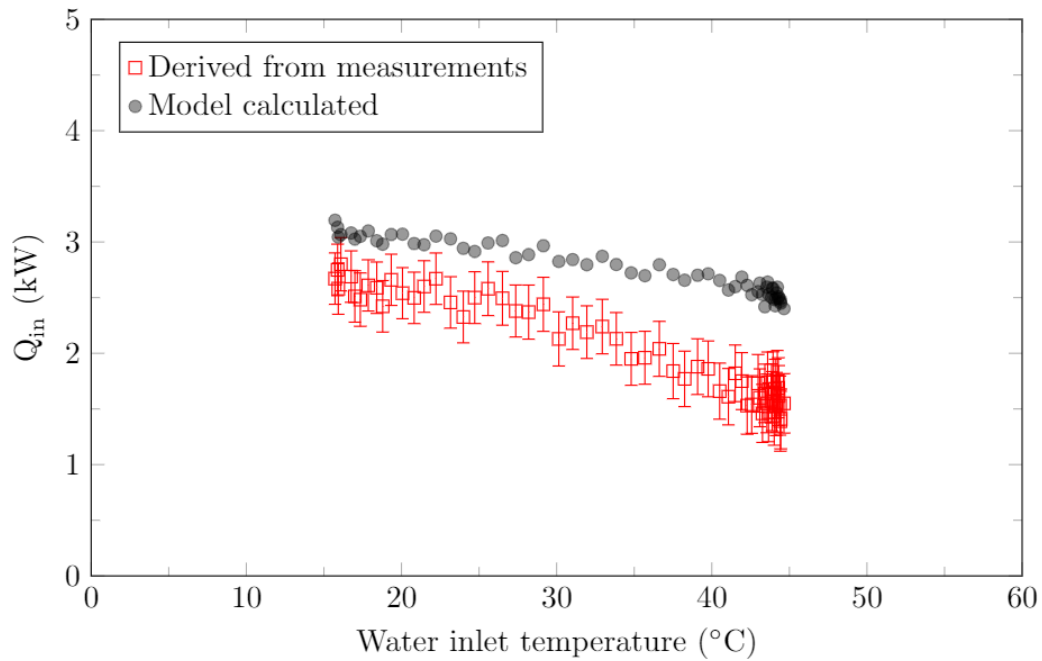 5
4
3
2
1
0
Q_in (kW)
Derived from measurements
Model calculated
0 10 20 30 40 50 60
Water inlet temperature (°C)